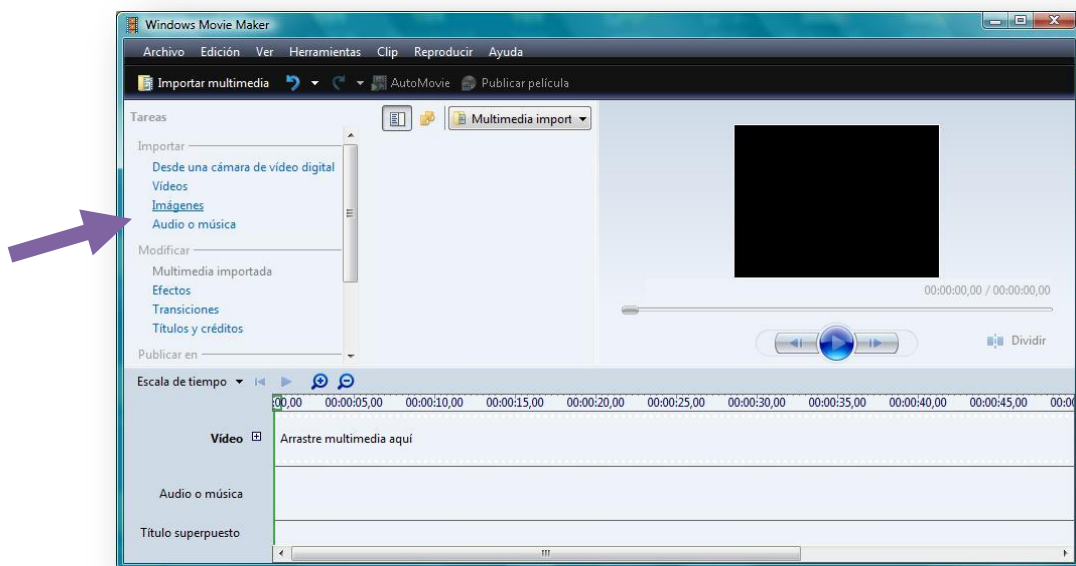 Windows Movie Maker
Archivo Edición Ver Herramientas Clip Reproducir Ayuda
Importar multimedia AutoMovie Publicar película
Tareas
Multimedia import
Importar
Desde una cámara de vídeo digital
Vídeos
Imágenes
Audio o música
Modificar
Multimedia importada
Efectos
Transiciones
Títulos y créditos
Publicar en
00:00:00,00 / 00:00:00,00
Dividir
Escala de tiempo
:00,00 00:00:05,00 00:00:10,00 00:00:15,00 00:00:20,00 00:00:25,00 00:00:30,00 00:00:35,00 00:00:40,00 00:00:45,00 00:00
Vídeo Arrastre multimedia aquí
Audio o música
Título superpuesto